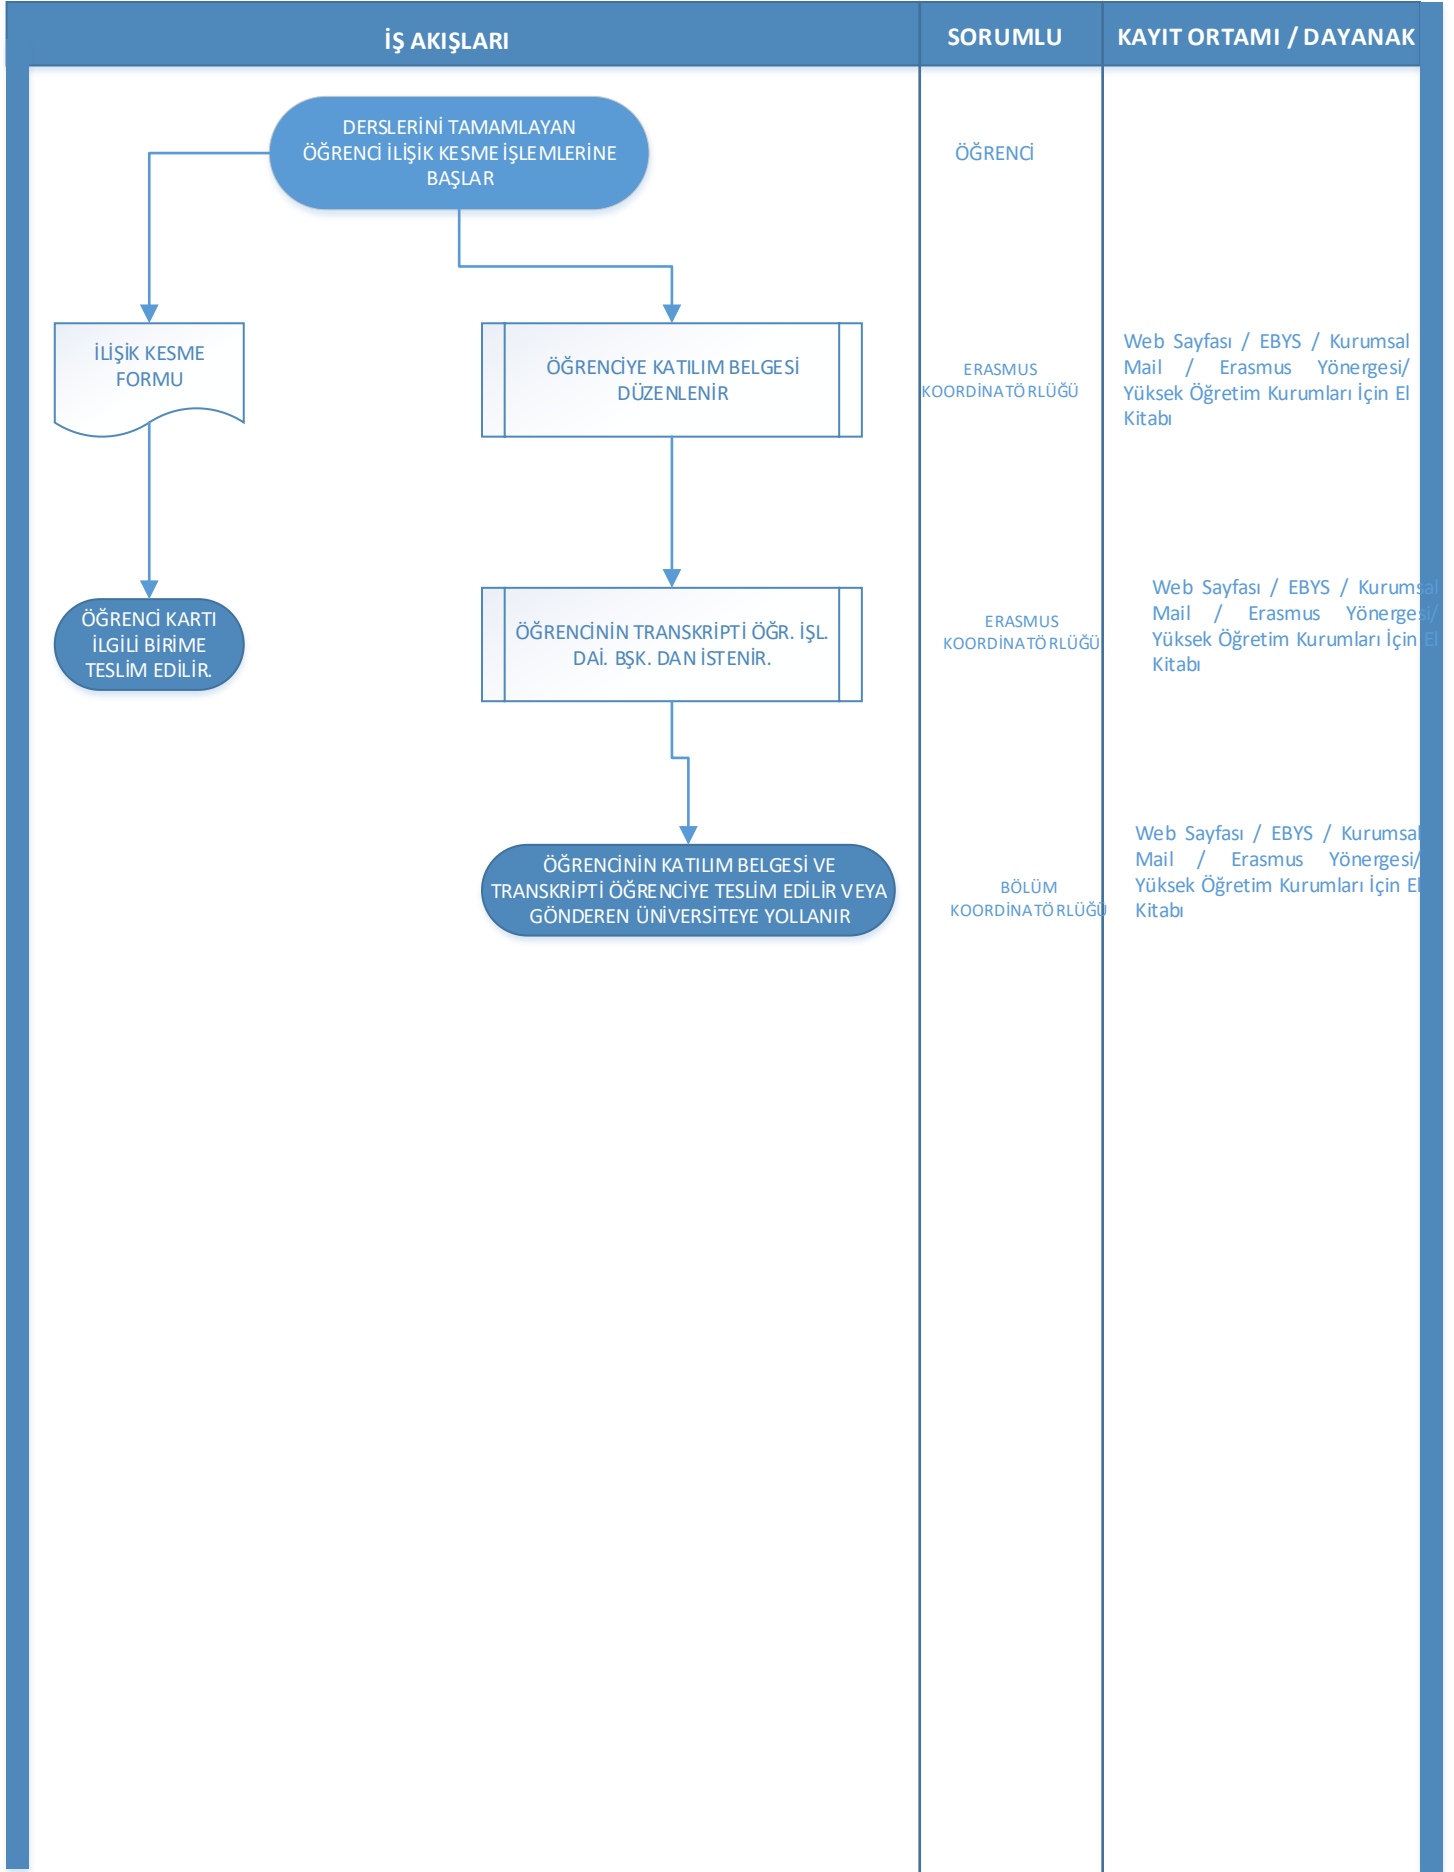 İŞ AKIŞLARI
SORUMLU
KAYIT ORTAMI / DAYANAK
DERSLERİNİ TAMAMLAYAN
ÖĞRENCİ İLİŞİK KESME İŞLEMLERİNE
BAŞLAR
ÖĞRENCİ
İLİŞİK KESME
FORMU
ÖĞRENCİYE KATILIM BELGESİ
DÜZENLENİR
ERASMUS
KOORDİNATÖRLÜĞÜ
Web Sayfası / EBYS / Kurumsal
Mail / Erasmus Yönergesi/
Yüksek Öğretim Kurumları İçin El
Kitabı
ÖĞRENCİ KARTI
İLGİLİ BİRİME
TESLİM EDİLİR.
ÖĞRENCİNİN TRANSKRİPTİ ÖĞR. İŞL.
DAİ. BŞK. DAN İSTENİR.
ERASMUS
KOORDİNATÖRLÜĞÜ
Web Sayfası / EBYS / Kurumsal
Mail / Erasmus Yönergesi/
Yüksek Öğretim Kurumları İçin El
Kitabı
ÖĞRENCİNİN KATILIM BELGESİ VE
TRANSKRİPTİ ÖĞRENCİYE TESLİM EDİLİR VEYA
GÖNDEREN ÜNİVERSİTEYE YOLLANIR
BÖLÜM
KOORDİNATÖRLÜĞÜ
Web Sayfası / EBYS / Kurumsal
Mail / Erasmus Yönergesi/
Yüksek Öğretim Kurumları İçin El
Kitabı